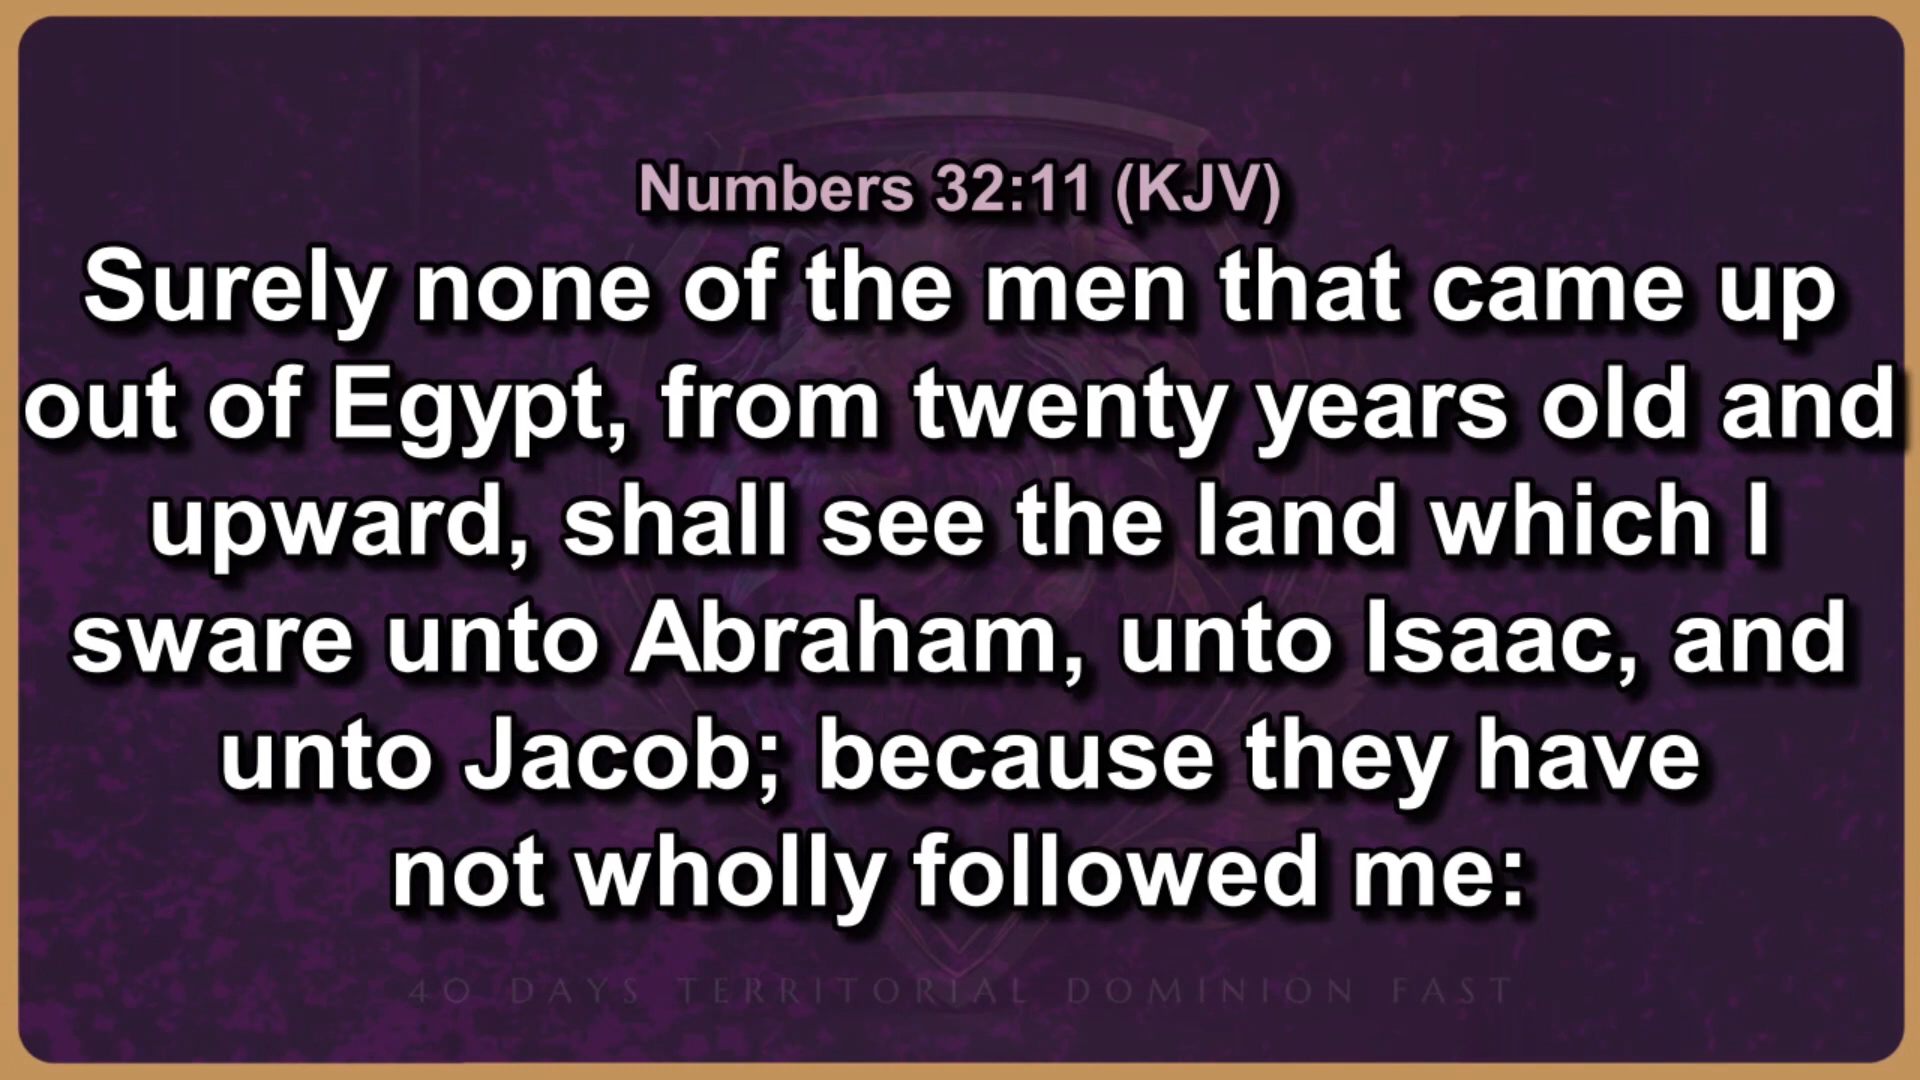 Numbers 32:11 (KJV)
Surely none of the men that came up
out of Egypt, from twenty years old and
upward, shall see the land which I
sware unto Abraham, unto Isaac, and
unto Jacob; because they have
not wholly followed me:
40 DAYS TERRITORIAL DOMINION FAST